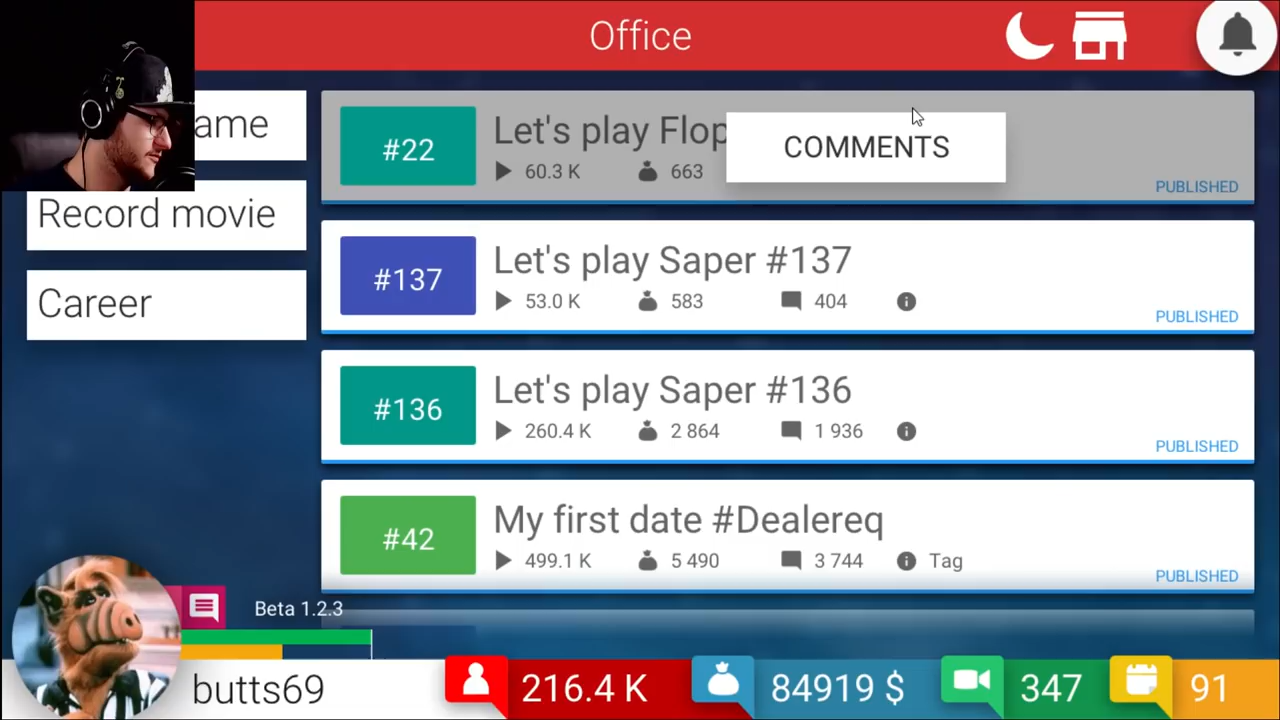 Office
ame
Record movie
Career
#22
Let's play Flop
60.3 K 663
COMMENTS
PUBLISHED
#137
Let's play Saper #137
53.0 K 583 404
PUBLISHED
#136
Let's play Saper #136
260.4 K 2 864 1 936
PUBLISHED
#42
My first date #Dealereq
499.1 K 5 490 3 744 Tag
PUBLISHED
Beta 1.2.3
butts69
216.4 K
84919 $
347
91